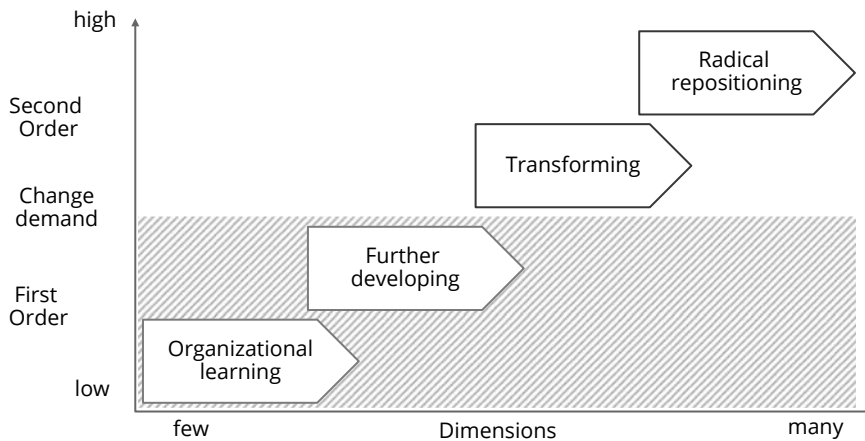 high
Radical
repositioning
Second
Order
Transforming
Change
demand
Further
developing
First
Order
Organizational
learning
low
few
Dimensions
many